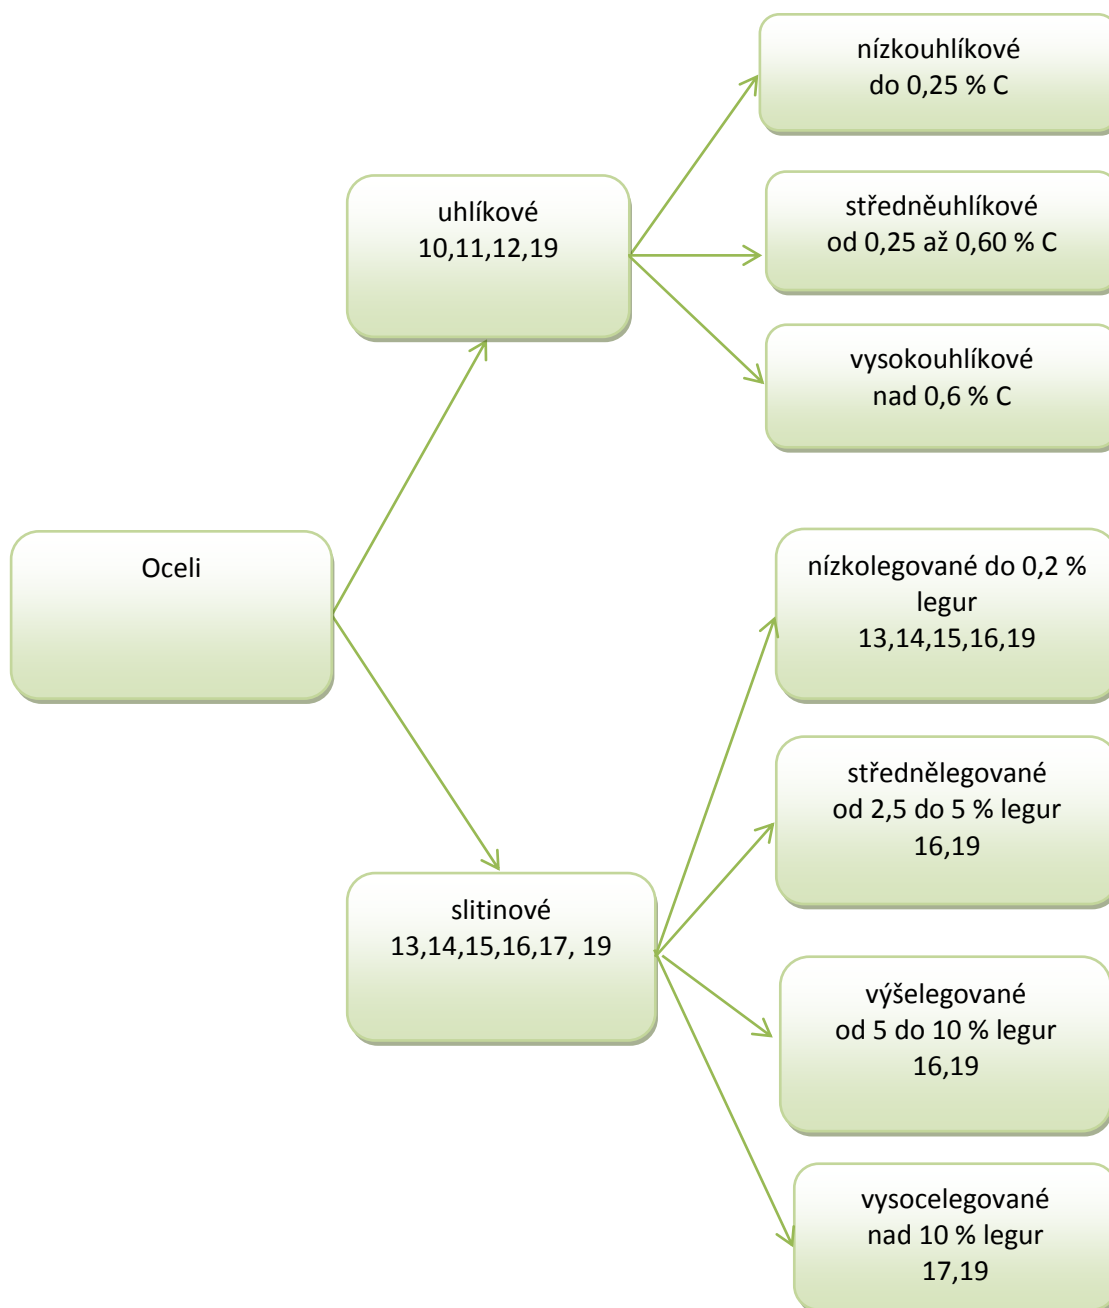 nízkouhlíkové
do 0,25 % C
uhlíkové
10,11,12,19
středněuhlíkové
od 0,25 až 0,60 % C
vysokouhlíkové
nad 0,6 % C
Oceli
nízkolegované do 0,2 %
legur
13,14,15,16,19
střednělegované
od 2,5 do 5 % legur
16,19
slitinové
13,14,15,16,17, 19
výšelegované
od 5 do 10 % legur
16,19
vysocelegované
nad 10 % legur
17,19